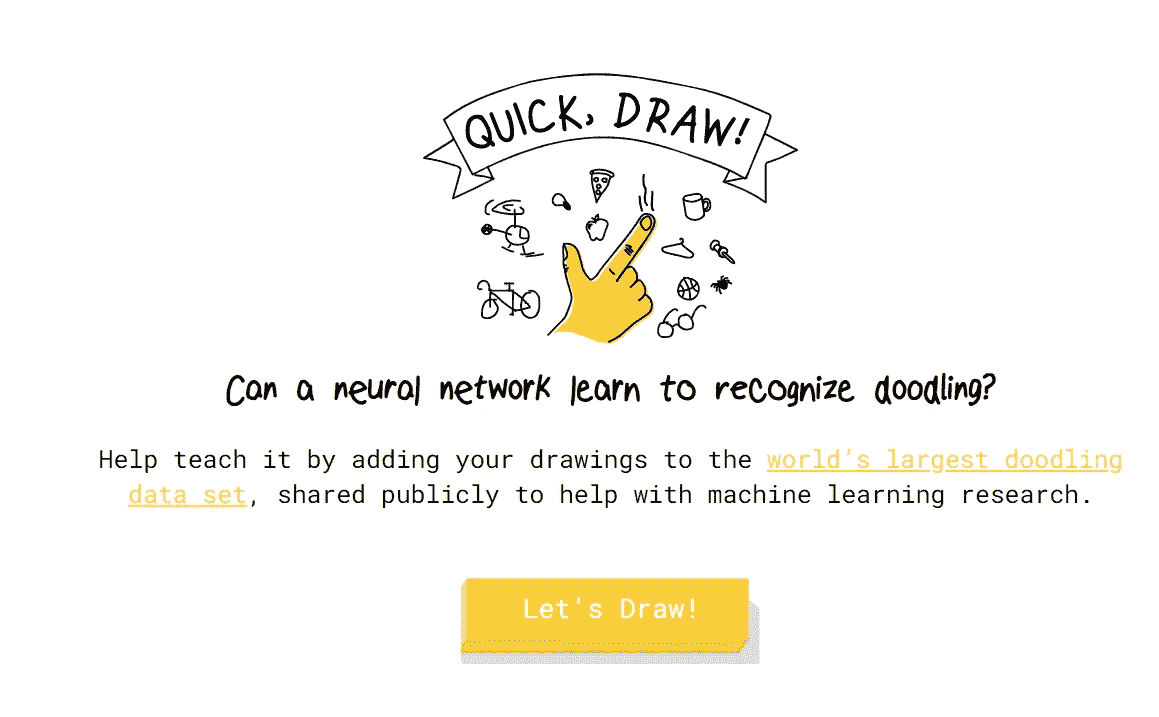 QUICK, DRAW!
Can a neural network learn to recognize doodling?
Help teach it by adding your drawings to the world's largest doodling
data set, shared publicly to help with machine learning research.
Let's Draw!